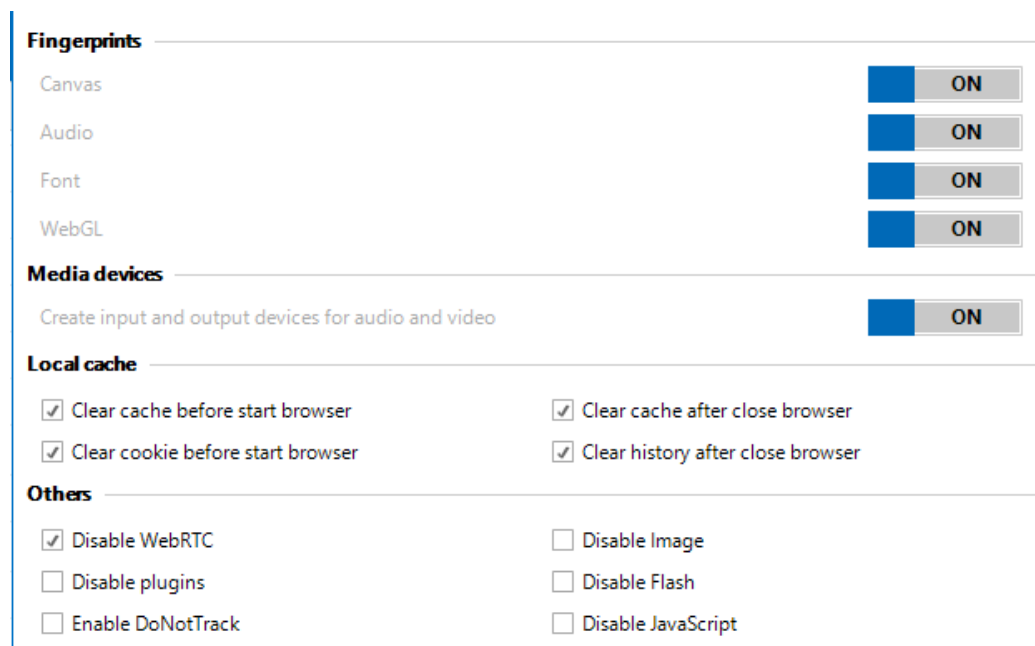 Fingerprints
Canvas ON
Audio ON
Font ON
WebGL ON
Media devices
Create input and output devices for audio and video ON
Local cache
Clear cache before start browser Clear cache after close browser
Clear cookie before start browser Clear history after close browser
Others
Disable WebRTC Disable Image
Disable plugins Disable Flash
Enable DoNotTrack Disable JavaScript